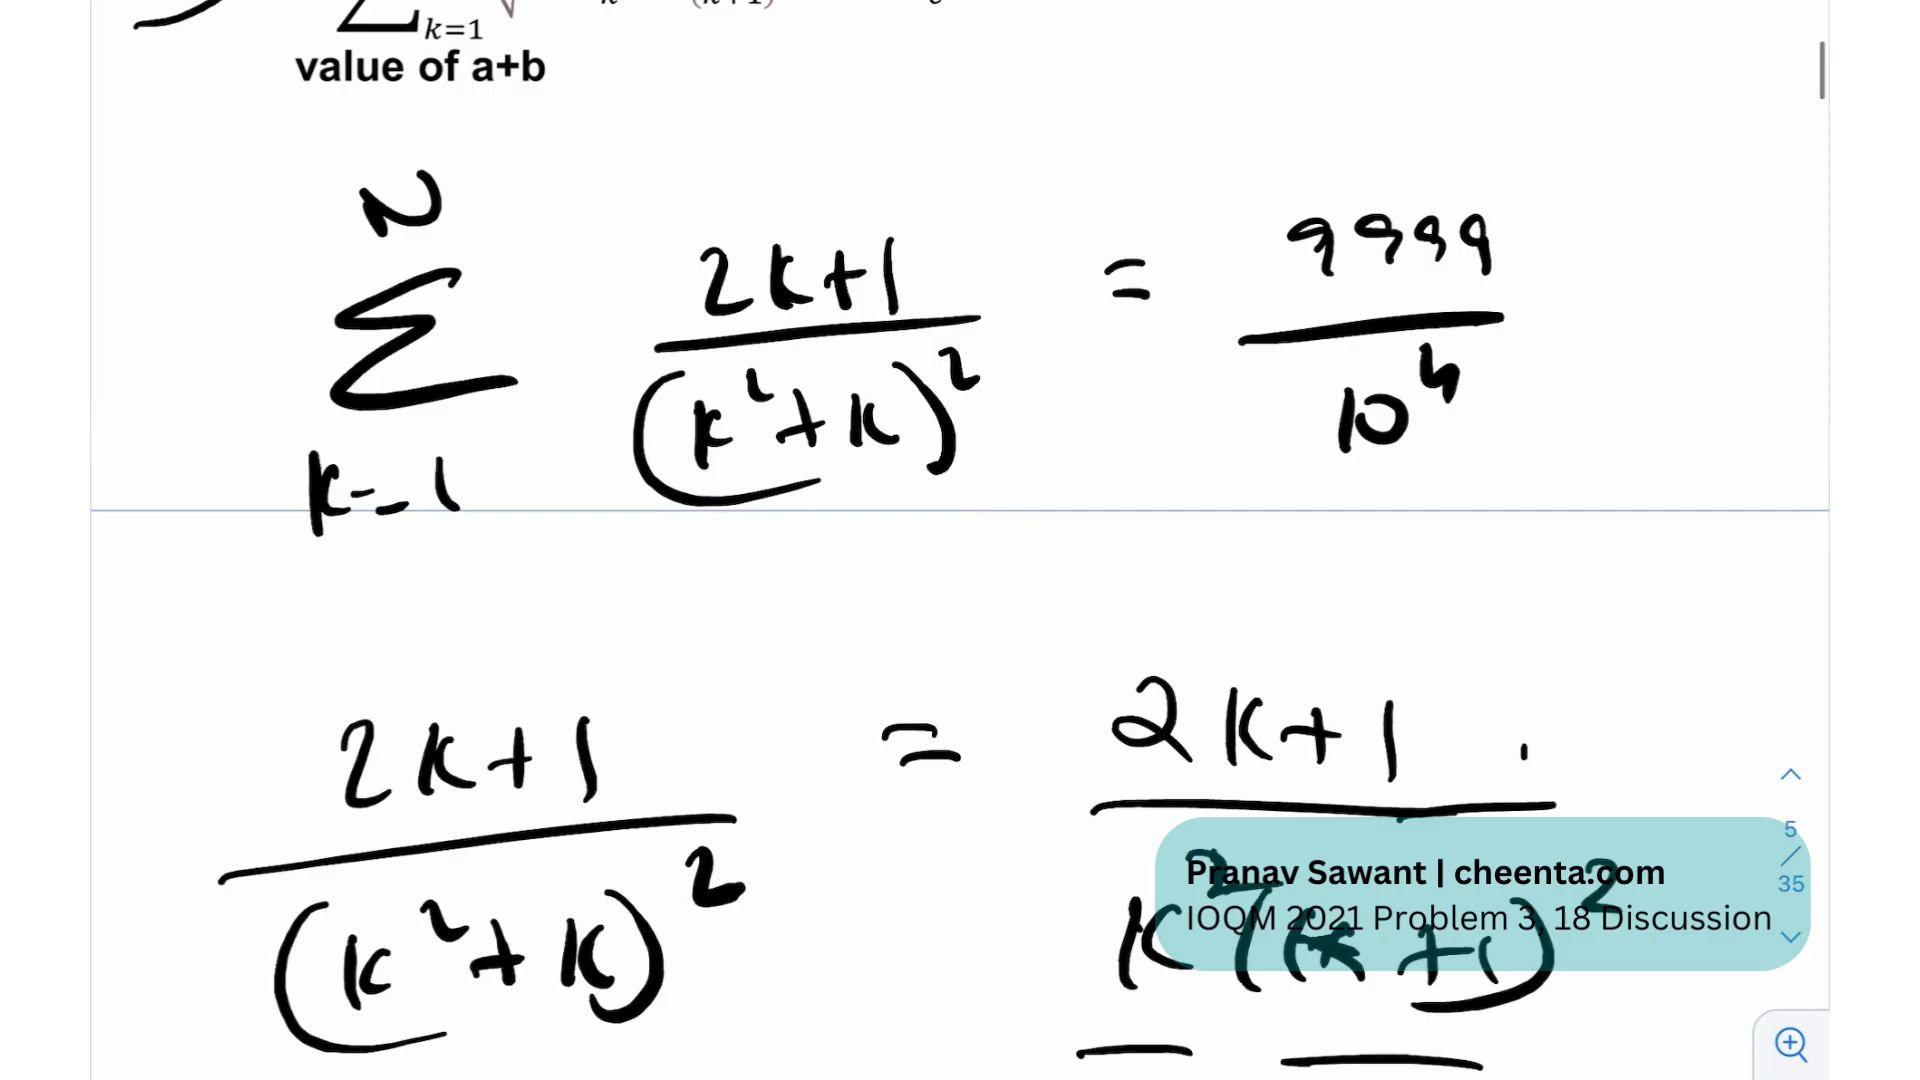 k=1
value of a+b
N
∑ 2k+1 / (k²+k)² = 9999 / 10⁴
k=1
2k+1 / (k²+k)² = 2k+1 / k²(k+1)²
5
/
35
Pranav Sawant | cheenta.com
IOQM 2021 Problem 3, 18 Discussion